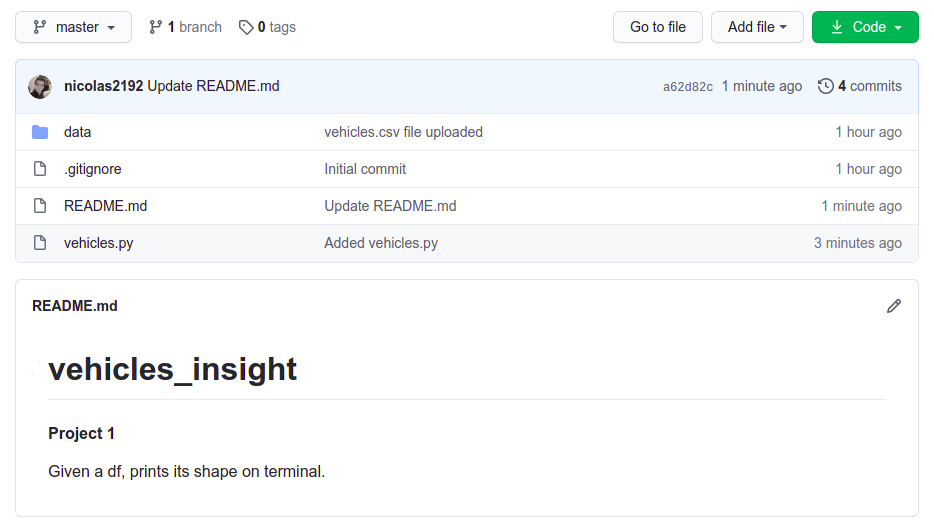 master 1 branch 0 tags Go to file Add file Code
nicolas2192 Update README.md a62d82c 1 minute ago 4 commits
data vehicles.csv file uploaded 1 hour ago
.gitignore Initial commit 1 hour ago
README.md Update README.md 1 minute ago
vehicles.py Added vehicles.py 3 minutes ago
README.md
vehicles_insight
Project 1
Given a df, prints its shape on terminal.